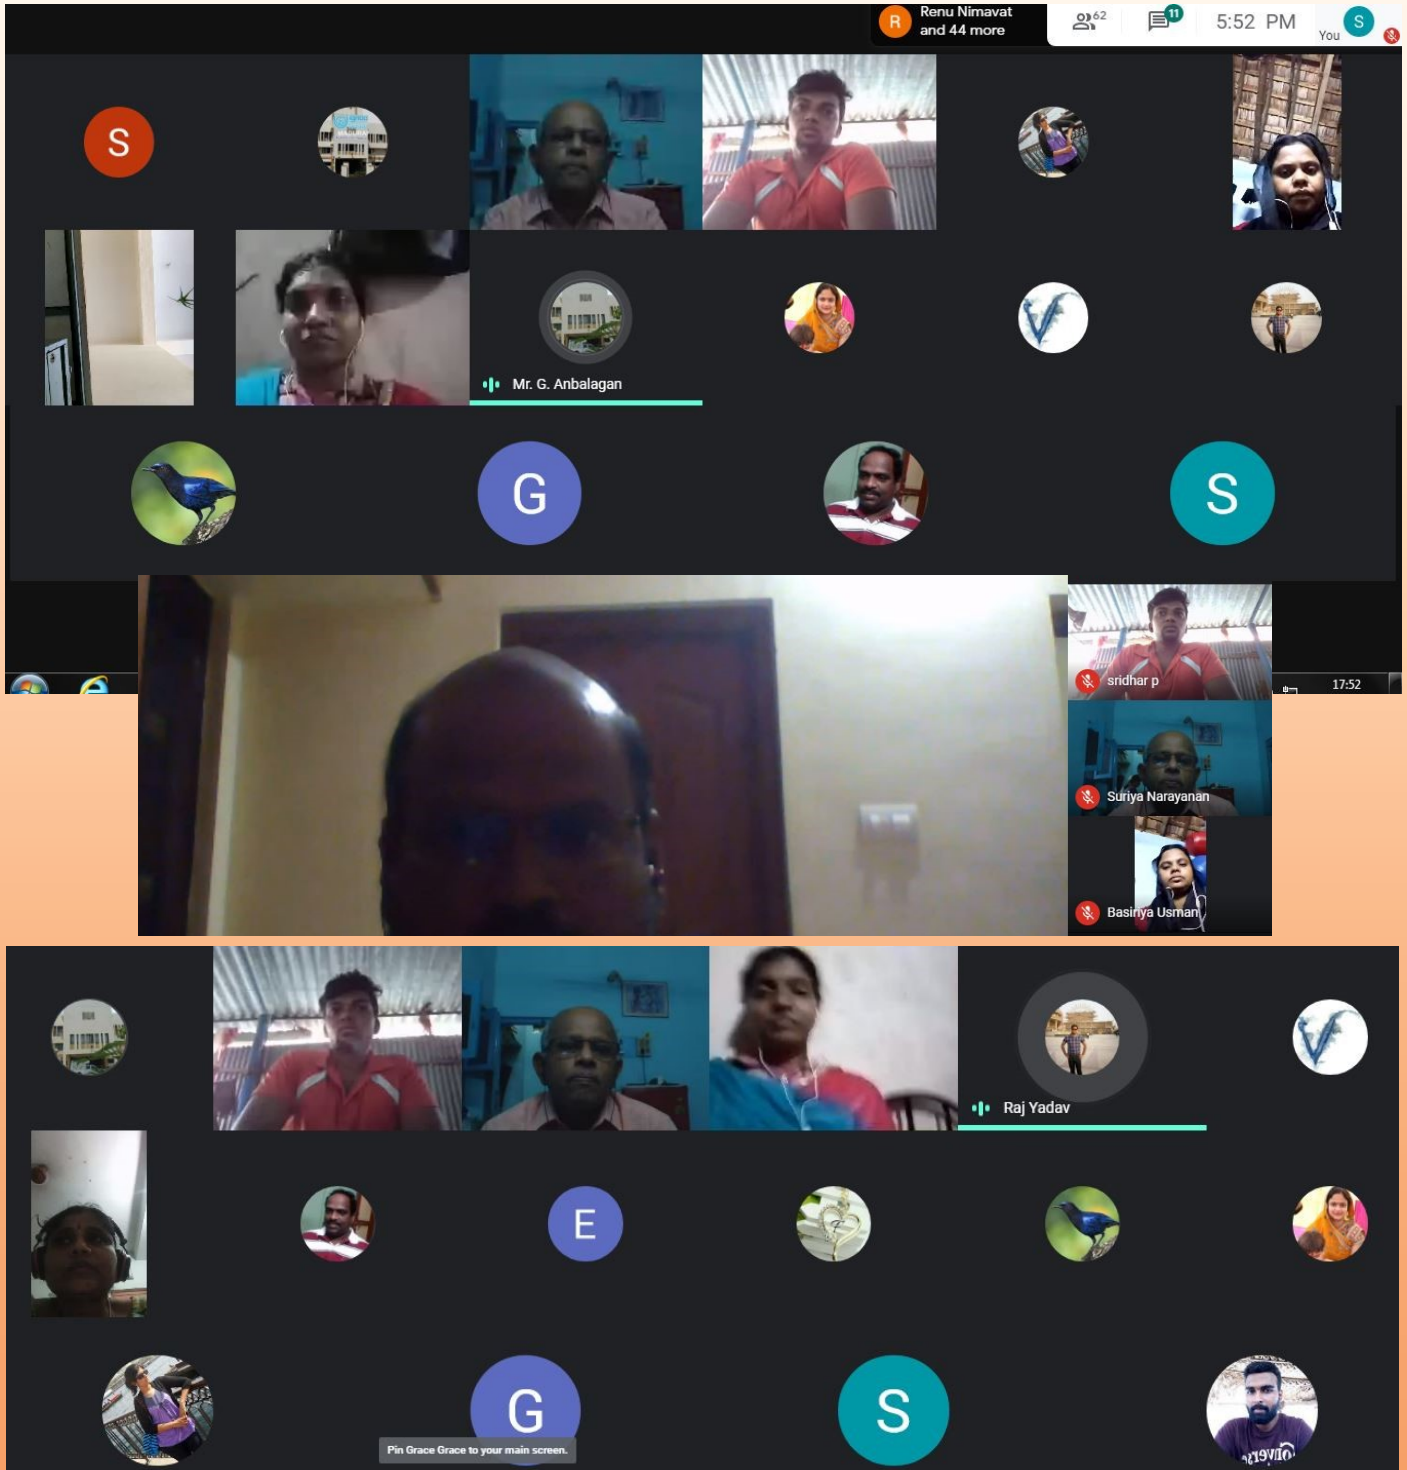 R
Renu Nimavat
and 44 more
62
11
5:52 PM
You
S
S
Mr. G. Anbalagan
G
S
sridhar p
Suriya Narayanan
Basiriya Usman
17:52
Raj Yadav
E
G
S
Pin Grace Grace to your main screen.